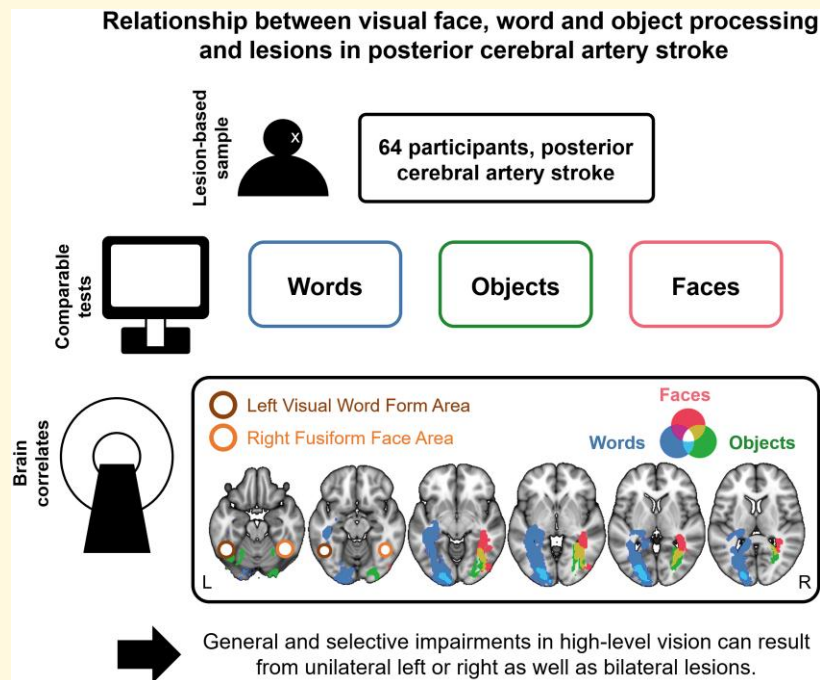 Relationship between visual face, word and object processing
and lesions in posterior cerebral artery stroke
Lesion-based
sample
x
64 participants, posterior
cerebral artery stroke
Comparable
tests
Words
Objects
Faces
Brain
correlates
Left Visual Word Form Area
Right Fusiform Face Area
Faces
Words
Objects
L
R
General and selective impairments in high-level vision can result
from unilateral left or right as well as bilateral lesions.